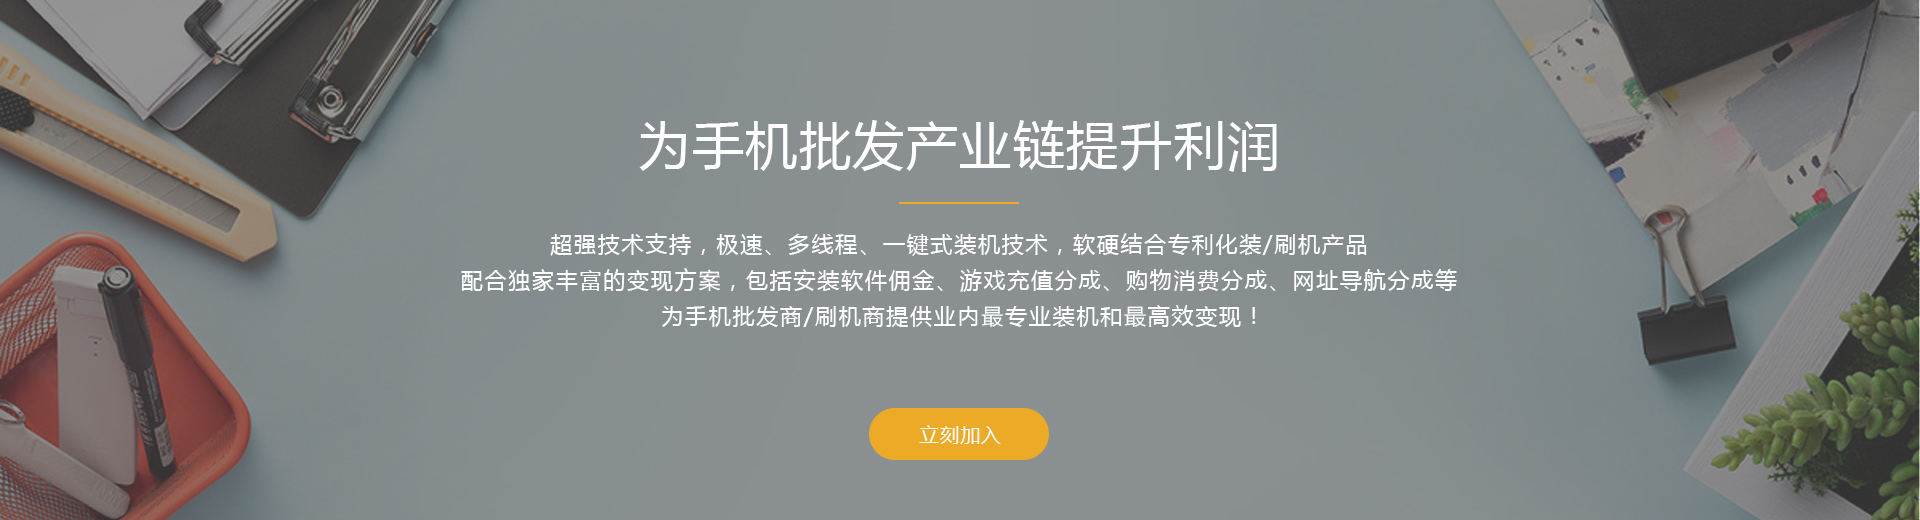 为手机批发产业链提升利润
超强技术支持，极速、多线程、一键式装机技术，软硬结合专利化装/刷机产品
配合独家丰富的变现方案，包括安装软件佣金、游戏充值分成、购物消费分成、网址导航分成等
为手机批发商/刷机商提供业内最专业装机和最高效变现！
立刻加入